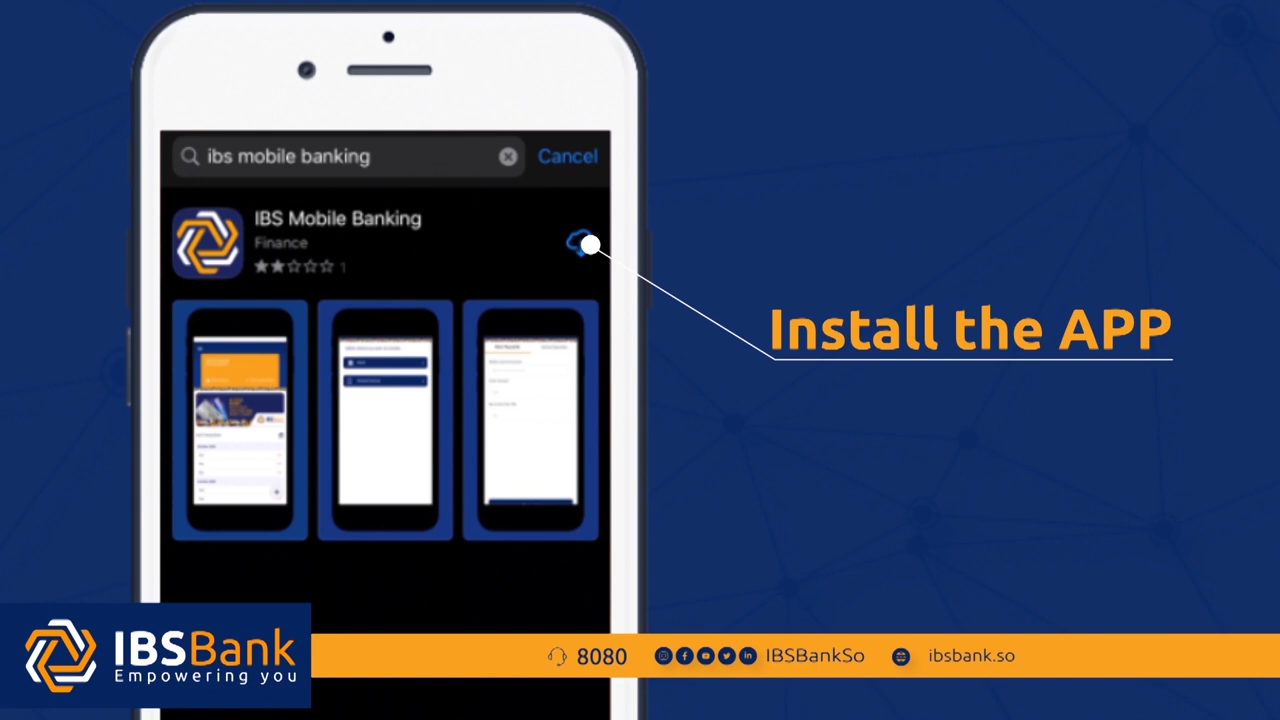 ibs mobile banking
Cancel
IBS Mobile Banking
Finance
1
Install the APP
IBSBank
Empowering you
8080
IBSBankSo
ibsbank.so